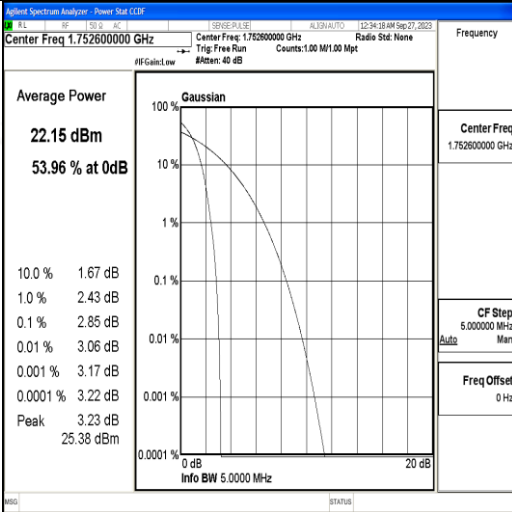 Agilent Spectrum Analyzer - Power Stat CCDF
RL RF 50 Ω AC SENSE:PULSE ALIGN AUTO 12:34:18 AM Sep 27, 2023
Center Freq 1.752600000 GHz
Center Freq: 1.752600000 GHz Radio Std: None
Trig: Free Run Counts:1.00 M/1.00 Mpt
#IFGain:Low #Atten: 40 dB
Frequency
Average Power
22.15 dBm
53.96 % at 0dB
10.0 % 1.67 dB
1.0 % 2.43 dB
0.1 % 2.85 dB
0.01 % 3.06 dB
0.001 % 3.17 dB
0.0001 % 3.22 dB
Peak 3.23 dB
25.38 dBm
Gaussian
100 %
10 %
1 %
0.1 %
0.01 %
0.001 %
0.0001 %
0 dB 20 dB
Info BW 5.0000 MHz
Center Freq
1.752600000 GHz
CF Step
5.000000 MHz
Auto Man
Freq Offset
0 Hz
MSG STATUS